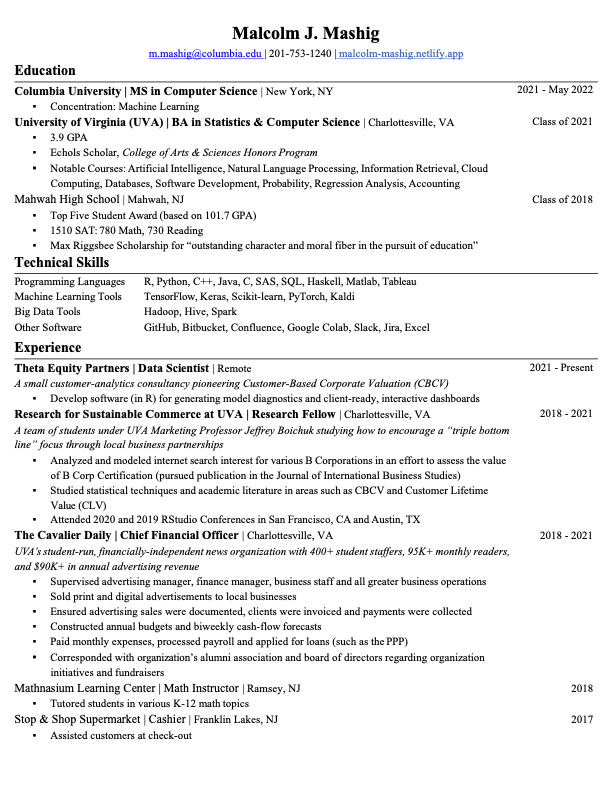 Malcolm J. Mashig
m.mashig@columbia.edu | 201-753-1240 | malcolm-mashig.netlify.app
Education
Columbia University | MS in Computer Science | New York, NY 2021 - May 2022
▪ Concentration: Machine Learning
University of Virginia (UVA) | BA in Statistics & Computer Science | Charlottesville, VA Class of 2021
▪ 3.9 GPA
▪ Echols Scholar, College of Arts & Sciences Honors Program
▪ Notable Courses: Artificial Intelligence, Natural Language Processing, Information Retrieval, Cloud
Computing, Databases, Software Development, Probability, Regression Analysis, Accounting
Mahwah High School | Mahwah, NJ Class of 2018
▪ Top Five Student Award (based on 101.7 GPA)
▪ 1510 SAT: 780 Math, 730 Reading
▪ Max Riggsbee Scholarship for “outstanding character and moral fiber in the pursuit of education”
Technical Skills
Programming Languages R, Python, C++, Java, C, SAS, SQL, Haskell, Matlab, Tableau
Machine Learning Tools TensorFlow, Keras, Scikit-learn, PyTorch, Kaldi
Big Data Tools Hadoop, Hive, Spark
Other Software GitHub, Bitbucket, Confluence, Google Colab, Slack, Jira, Excel
Experience
Theta Equity Partners | Data Scientist | Remote 2021 - Present
A small customer-analytics consultancy pioneering Customer-Based Corporate Valuation (CBCV)
▪ Develop software (in R) for generating model diagnostics and client-ready, interactive dashboards
Research for Sustainable Commerce at UVA | Research Fellow | Charlottesville, VA 2018 - 2021
A team of students under UVA Marketing Professor Jeffrey Boichuk studying how to encourage a “triple bottom
line” focus through local business partnerships
▪ Analyzed and modeled internet search interest for various B Corporations in an effort to assess the value
of B Corp Certification (pursued publication in the Journal of International Business Studies)
▪ Studied statistical techniques and academic literature in areas such as CBCV and Customer Lifetime
Value (CLV)
▪ Attended 2020 and 2019 RStudio Conferences in San Francisco, CA and Austin, TX
The Cavalier Daily | Chief Financial Officer | Charlottesville, VA 2018 - 2021
UVA’s student-run, financially-independent news organization with 400+ student staffers, 95K+ monthly readers,
and $90K+ in annual advertising revenue
▪ Supervised advertising manager, finance manager, business staff and all greater business operations
▪ Sold print and digital advertisements to local businesses
▪ Ensured advertising sales were documented, clients were invoiced and payments were collected
▪ Constructed annual budgets and biweekly cash-flow forecasts
▪ Paid monthly expenses, processed payroll and applied for loans (such as the PPP)
▪ Corresponded with organization’s alumni association and board of directors regarding organization
initiatives and fundraisers
Mathnasium Learning Center | Math Instructor | Ramsey, NJ 2018
▪ Tutored students in various K-12 math topics
Stop & Shop Supermarket | Cashier | Franklin Lakes, NJ 2017
▪ Assisted customers at check-out